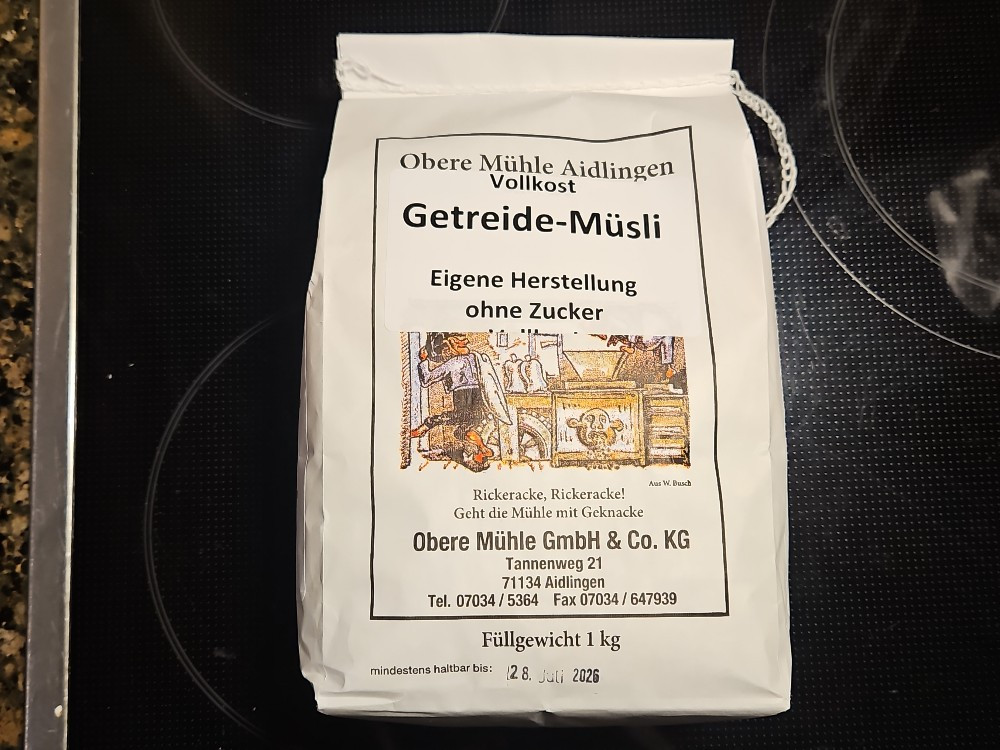 Obere Mühle Aidlingen
Vollkost
Getreide-Müsli
Eigene Herstellung
ohne Zucker
Aus W. Busch
Rickeracke, Rickeracke!
Geht die Mühle mit Geknacke
Obere Mühle GmbH & Co. KG
Tannenweg 21
71134 Aidlingen
Tel. 07034 / 5364 Fax 07034 / 647939
Füllgewicht 1 kg
mindestens haltbar bis: 28. Juli 2026